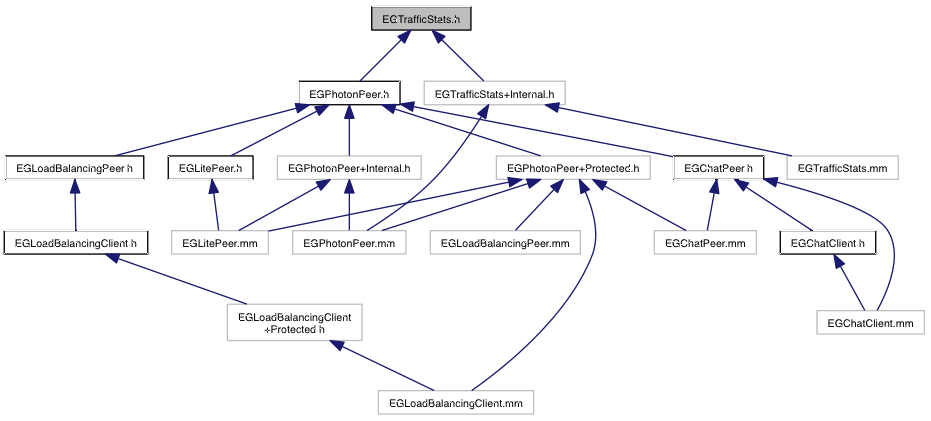 EGTrafficStats.h
EGPhotonPeer.h
EGTrafficStats+Internal.h
EGLoadBalancingPeer.h
EGLitePeer.h
EGPhotonPeer+Internal.h
EGPhotonPeer+Protected.h
EGChatPeer.h
EGTrafficStats.mm
EGLoadBalancingClient.h
EGLitePeer.mm
EGPhotonPeer.mm
EGLoadBalancingPeer.mm
EGChatPeer.mm
EGChatClient.h
EGLoadBalancingClient
+Protected.h
EGChatClient.mm
EGLoadBalancingClient.mm